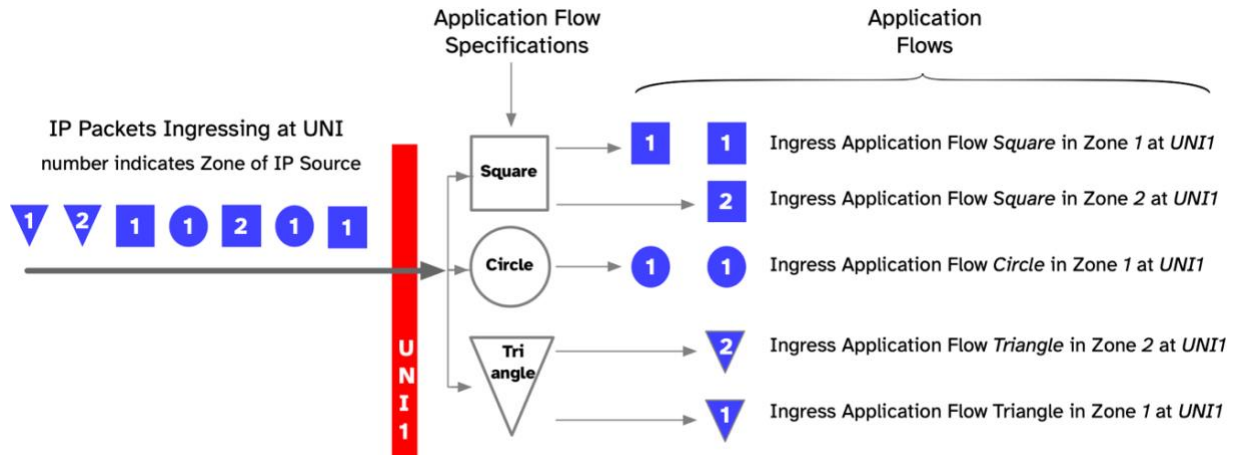 Application Flow
Specifications
Application
Flows
IP Packets Ingressing at UNI
number indicates Zone of IP Source
1 2 1 1 2 1 1
UNI1
Square
1 1 Ingress Application Flow Square in Zone 1 at UNI1
2 Ingress Application Flow Square in Zone 2 at UNI1
Circle
1 1 Ingress Application Flow Circle in Zone 1 at UNI1
Tri
angle
2 Ingress Application Flow Triangle in Zone 2 at UNI1
1 Ingress Application Flow Triangle in Zone 1 at UNI1